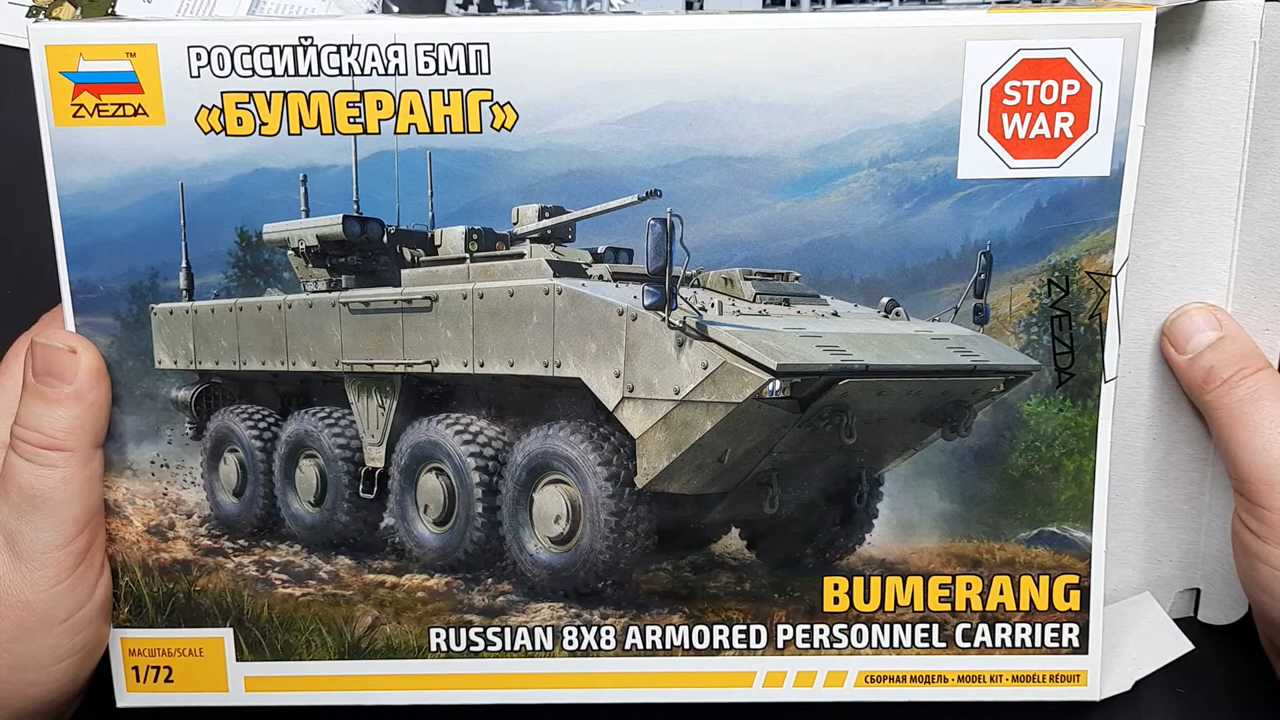 ZVEZDA™
РОССИЙСКАЯ БМП
«БУМЕРАНГ»
STOP
WAR
ZVEZDA
BUMERANG
RUSSIAN 8X8 ARMORED PERSONNEL CARRIER
МАСШТАБ/SCALE
1/72
СБОРНАЯ МОДЕЛЬ • MODEL KIT • MODÈLE RÉDUIT